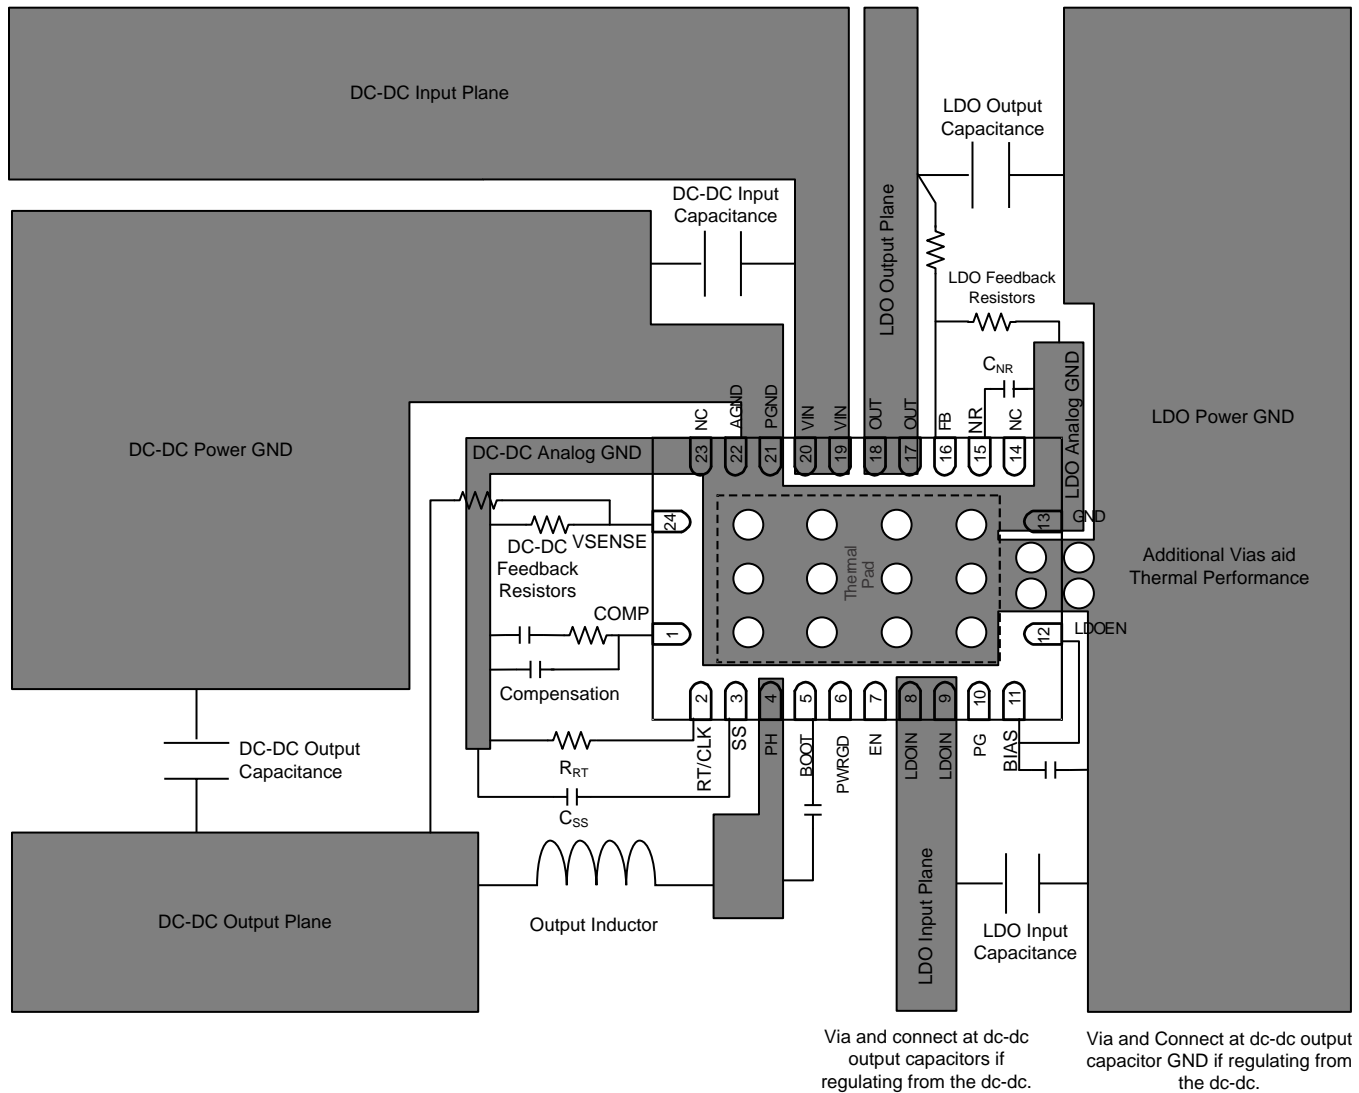 DC-DC Input Plane
LDO Output
Capacitance
DC-DC Input
Capacitance
LDO Output Plane
LDO Feedback
Resistors
C_NR
LDO Analog GND
LDO Power GND
DC-DC Power GND
DC-DC Analog GND
NC
AGND
PGND
VIN
VIN
OUT
OUT
FB
NR
NC
23
22
21
20
19
18
17
16
15
14
24
VSENSE
13
GND
DC-DC
Feedback
Resistors
Thermal
Pad
Additional Vias aid
Thermal Performance
COMP
1
12
LDOEN
Compensation
2
3
4
5
6
7
8
9
10
11
RT/CLK
SS
PH
BOOT
PWRGD
EN
LDOIN
LDOIN
PG
BIAS
DC-DC Output
Capacitance
R_RT
C_SS
DC-DC Output Plane
Output Inductor
LDO Input Plane
LDO Input
Capacitance
Via and connect at dc-dc
output capacitors if
regulating from the dc-dc.
Via and Connect at dc-dc output
capacitor GND if regulating from
the dc-dc.